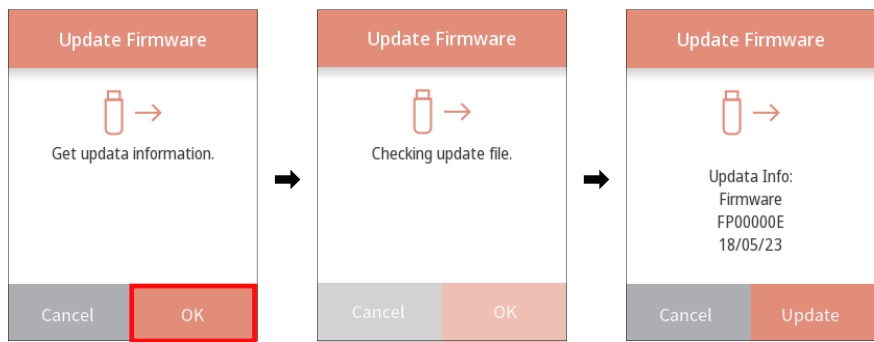 Update Firmware
Get updata information.
Cancel
OK
Update Firmware
Checking update file.
Cancel
OK
Update Firmware
Updata Info:
Firmware
FP00000E
18/05/23
Cancel
Update